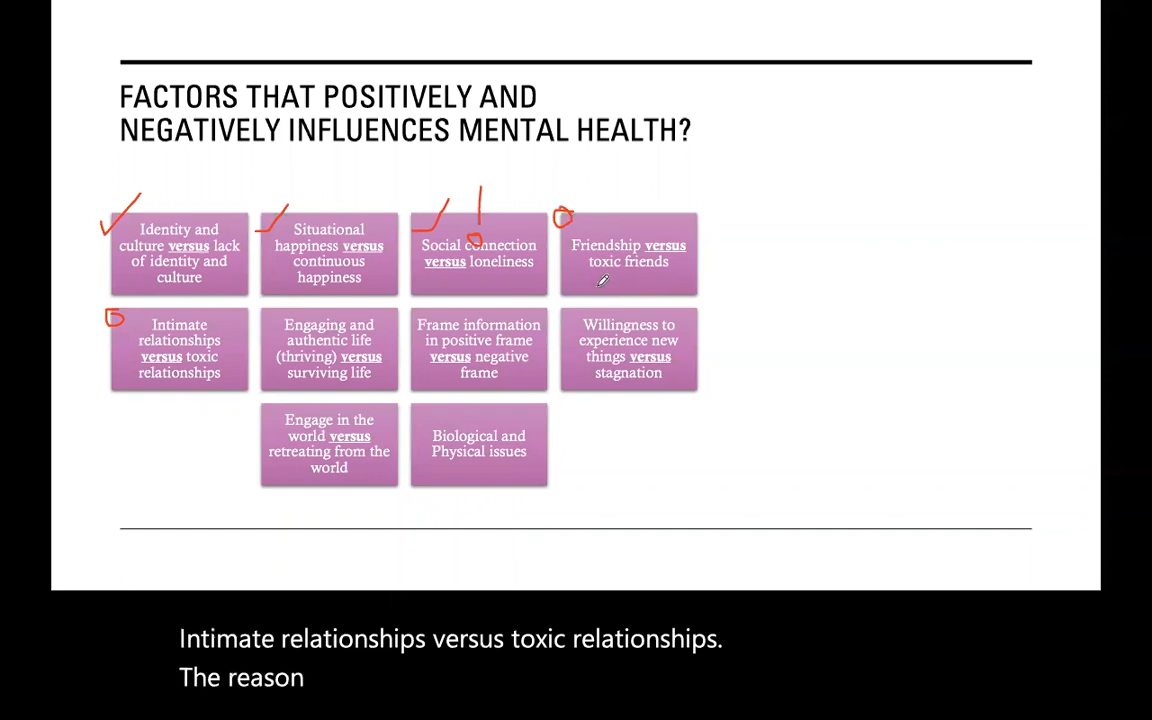 FACTORS THAT POSITIVELY AND
NEGATIVELY INFLUENCES MENTAL HEALTH?
Identity and
culture versus lack
of identity and
culture
Situational
happiness versus
continuous
happiness
Social connection
versus loneliness
Friendship versus
toxic friends
Intimate
relationships
versus toxic
relationships
Engaging and
authentic life
(thriving) versus
surviving life
Frame information
in positive frame
versus negative
frame
Willingness to
experience new
things versus
stagnation
Engage in the
world versus
retreating from the
world
Biological and
Physical issues
Intimate relationships versus toxic relationships.
The reason